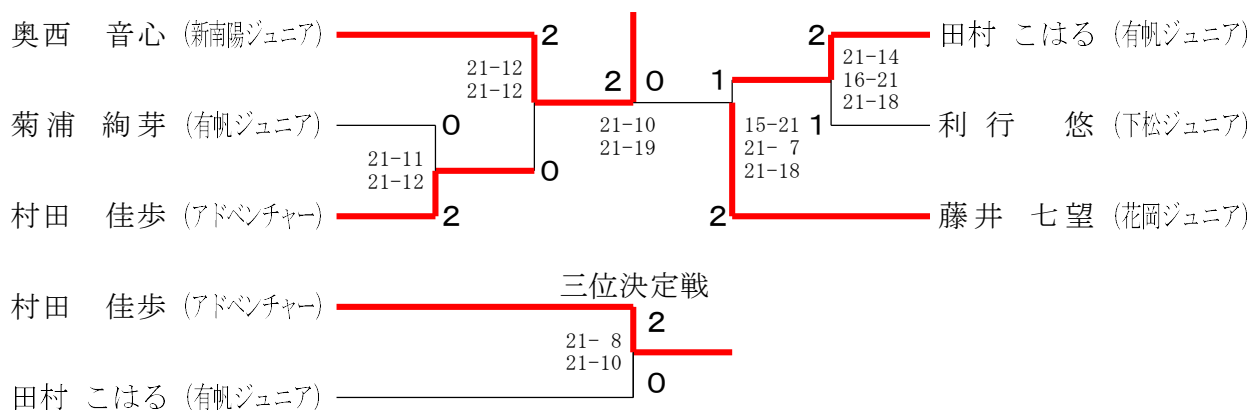 奥西 音心 (新南陽ジュニア) 2 2 0 2 田村 こはる (有帆ジュニア)
21-12
21-12
21-14
16-21
21-18
1
菊浦 絢芽 (有帆ジュニア) 0 1 利行 悠 (下松ジュニア)
21-10
21-19
15-21
21- 7
21-18
21-11
21-12
0
村田 佳歩 (アドベンチャー) 2 2 藤井 七望 (花岡ジュニア)
三位決定戦
村田 佳歩 (アドベンチャー) 2
21- 8
21-10
田村 こはる (有帆ジュニア) 0